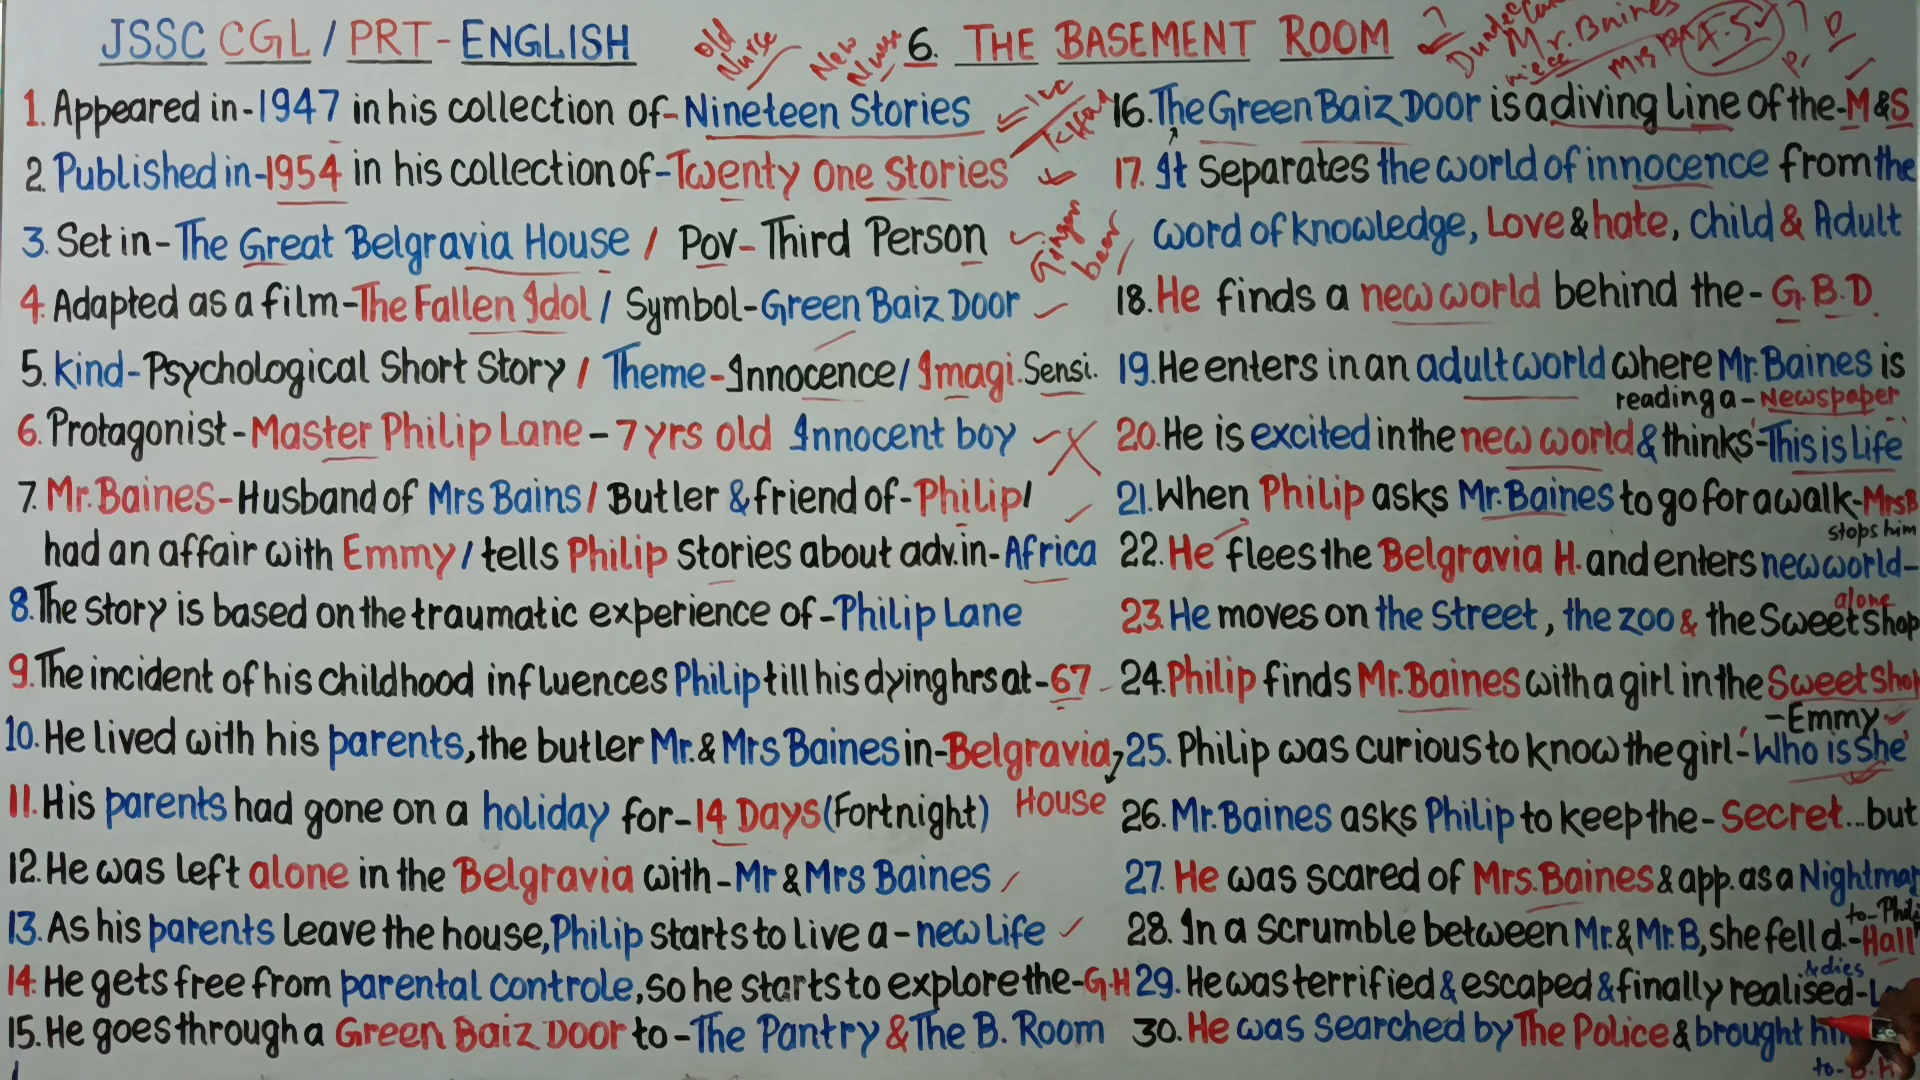 JSSC CGL / PRT - ENGLISH
6. THE BASEMENT ROOM
old Nurse
New Nurse
Mr. Baines
niece
4.5
1. Appeared in - 1947 in his collection of - Nineteen Stories
2. Published in - 1954 in his collection of - Twenty One Stories
3. Set in - The Great Belgravia House / Pov - Third Person
Ginger beer
4. Adapted as a film - The Fallen Idol / Symbol - Green Baiz Door
5. kind - Psychological Short Story / Theme - Innocence / Imagi. Sensi.
6. Protagonist - Master Philip Lane - 7 yrs old Innocent boy
7. Mr. Baines - Husband of Mrs Bains / Butler & friend of - Philip /
had an affair with Emmy / tells Philip Stories about adv. in - Africa
8. The story is based on the traumatic experience of - Philip Lane
9. The incident of his childhood influences Philip till his dying hrs at - 67
10. He lived with his parents, the butler Mr. & Mrs Baines in - Belgravia
House
11. His parents had gone on a holiday for - 14 Days (Fortnight)
12. He was left alone in the Belgravia with - Mr & Mrs Baines
13. As his parents Leave the house, Philip starts to live a - new Life
14. He gets free from parental controle, so he starts to explore the - G.H
15. He goes through a Green Baiz Door to - The Pantry & The B. Room
16. The Green Baiz Door is a diving line of the - M & S
17. It Separates the world of innocence from the
word of knowledge, Love & hate, Child & Adult
18. He finds a new world behind the - G.B.D.
19. He enters in an adult world where Mr. Baines is
reading a - Newspaper
20. He is excited in the new world & thinks - 'This is Life'
21. When Philip asks Mr. Baines to go for a walk - Mrs B
stops him
22. He flees the Belgravia H. and enters new world -
alone
23. He moves on the Street, the zoo & the Sweet shop
24. Philip finds Mr. Baines with a girl in the Sweet Shop
- Emmy
25. Philip was curious to know the girl - 'Who is she'
26. Mr. Baines asks Philip to keep the - Secret... but
27. He was scared of Mrs. Baines & app. as a
28. In a scrumble between Mr. & Mr. B, she fell d. - Hall
& dies
29. He was terrified & escaped & finally realised -
30. He was searched by The Police & brought